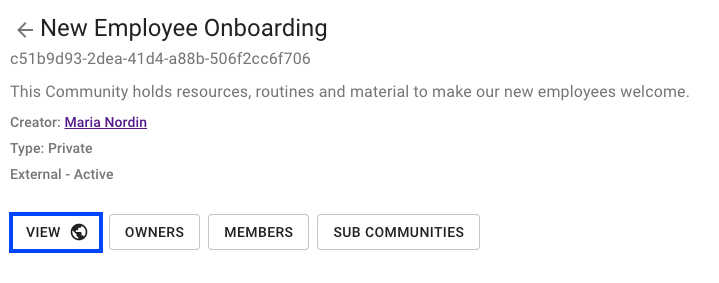 New Employee Onboarding
c51b9d93-2dea-41d4-a88b-506f2cc6f706
This Community holds resources, routines and material to make our new employees welcome.
Creator: Maria Nordin
Type: Private
External - Active
VIEW OWNERS MEMBERS SUB COMMUNITIES